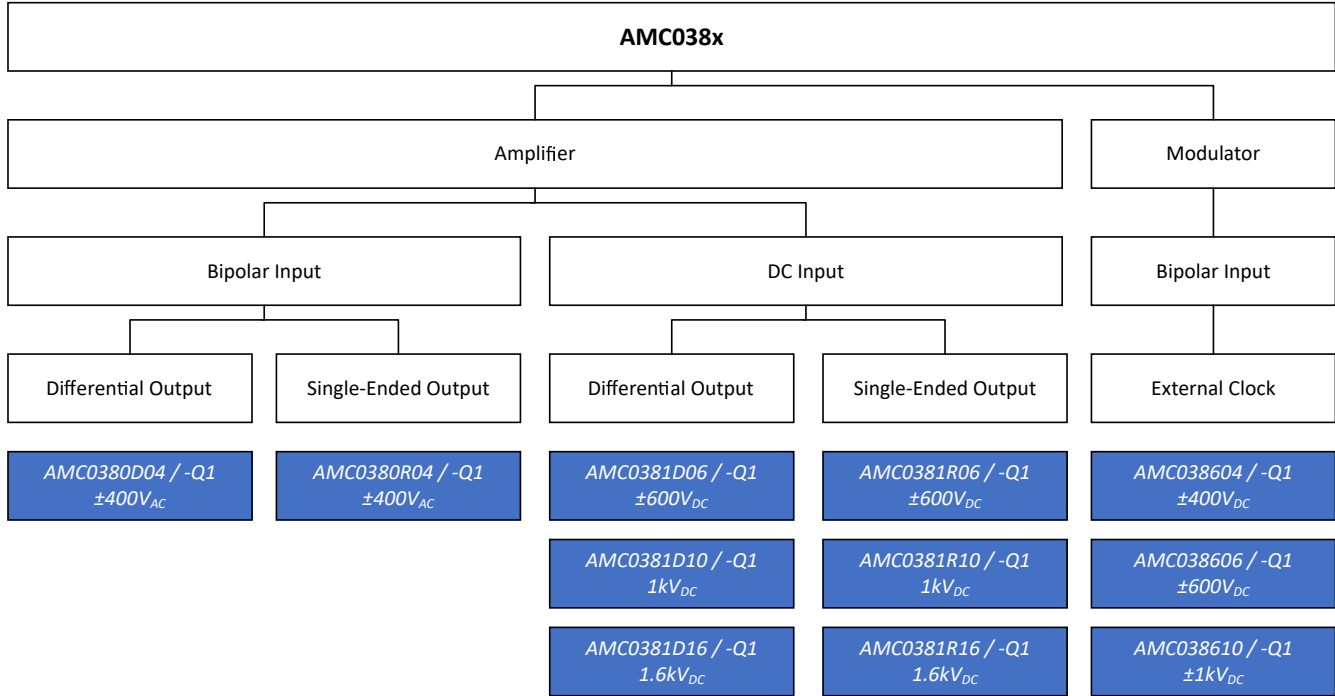 AMC038x
Amplifier
Modulator
Bipolar Input
DC Input
Bipolar Input
Differential Output
Single-Ended Output
Differential Output
Single-Ended Output
External Clock
AMC0380D04 / -Q1
±400VAC
AMC0380R04 / -Q1
±400VAC
AMC0381D06 / -Q1
±600VDC
AMC0381R06 / -Q1
±600VDC
AMC038604 / -Q1
±400VDC
AMC0381D10 / -Q1
1kVDC
AMC0381R10 / -Q1
1kVDC
AMC038606 / -Q1
±600VDC
AMC0381D16 / -Q1
1.6kVDC
AMC0381R16 / -Q1
1.6kVDC
AMC038610 / -Q1
±1kVDC